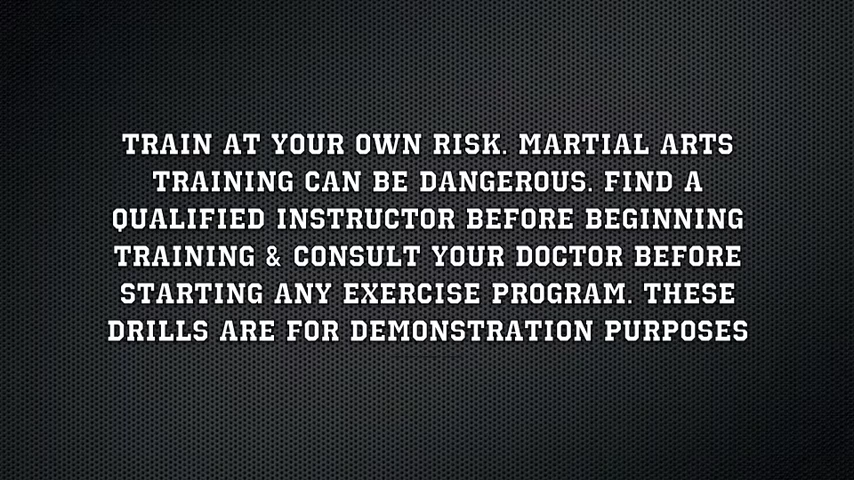 TRAIN AT YOUR OWN RISK. MARTIAL ARTS
TRAINING CAN BE DANGEROUS. FIND A
QUALIFIED INSTRUCTOR BEFORE BEGINNING
TRAINING & CONSULT YOUR DOCTOR BEFORE
STARTING ANY EXERCISE PROGRAM. THESE
DRILLS ARE FOR DEMONSTRATION PURPOSES